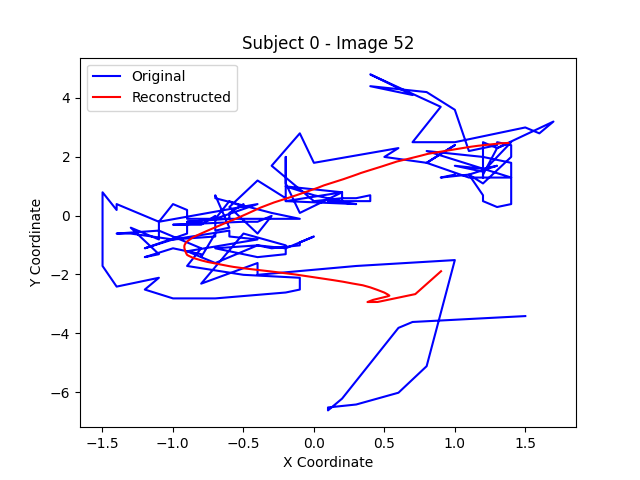 Subject 0 - Image 52
Original
Reconstructed
Y Coordinate
4
2
0
−2
−4
−6
−1.5 −1.0 −0.5 0.0 0.5 1.0 1.5
X Coordinate